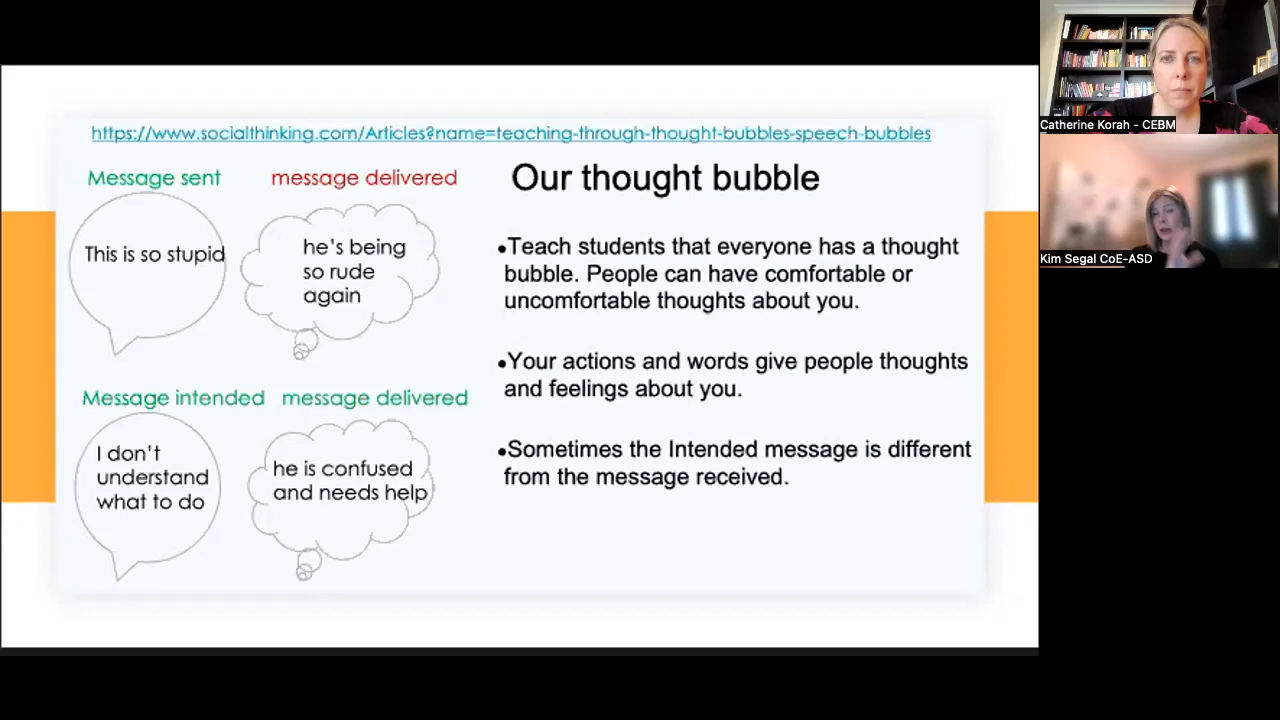 https://www.socialthinking.com/Articles?name=teaching-through-thought-bubbles-speech-bubbles
Message sent
message delivered
This is so stupid
he's being
so rude
again
Message intended
message delivered
I don't
understand
what to do
he is confused
and needs help
Our thought bubble
•Teach students that everyone has a thought
bubble. People can have comfortable or
uncomfortable thoughts about you.
•Your actions and words give people thoughts
and feelings about you.
•Sometimes the Intended message is different
from the message received.
Catherine Korah - CEBM
Kim Segal CoE-ASD